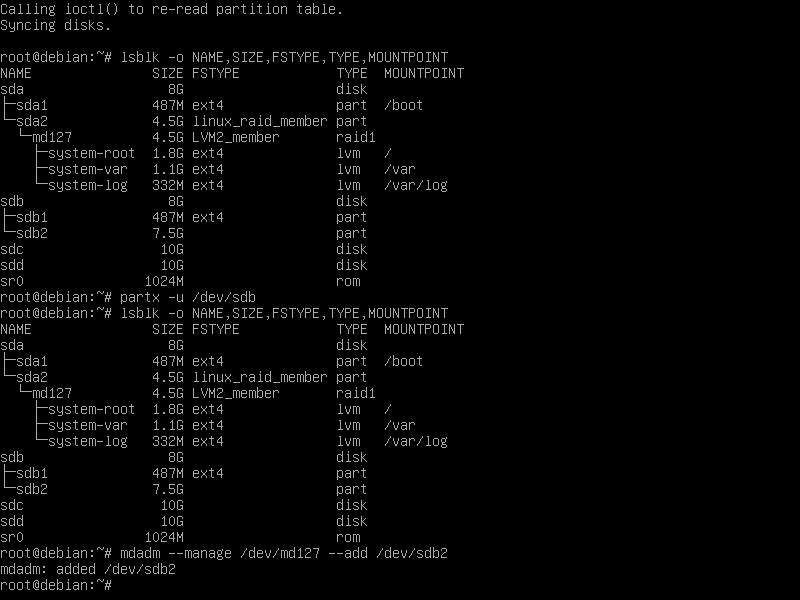 Calling ioctl() to re-read partition table.
Syncing disks.
root@debian:~# lsblk -o NAME,SIZE,FSTYPE,TYPE,MOUNTPOINT
NAME                SIZE FSTYPE            TYPE  MOUNTPOINT
sda                   8G                   disk
├─sda1              487M ext4              part  /boot
└─sda2              4.5G linux_raid_member part
  └─md127           4.5G LVM2_member       raid1
    ├─system-root   1.8G ext4              lvm   /
    ├─system-var    1.1G ext4              lvm   /var
    └─system-log    332M ext4              lvm   /var/log
sdb                   8G                   disk
├─sdb1              487M ext4              part
└─sdb2              7.5G                   part
sdc                  10G                   disk
sdd                  10G                   disk
sr0                1024M                   rom
root@debian:~# partx -u /dev/sdb
root@debian:~# lsblk -o NAME,SIZE,FSTYPE,TYPE,MOUNTPOINT
NAME                SIZE FSTYPE            TYPE  MOUNTPOINT
sda                   8G                   disk
├─sda1              487M ext4              part  /boot
└─sda2              4.5G linux_raid_member part
  └─md127           4.5G LVM2_member       raid1
    ├─system-root   1.8G ext4              lvm   /
    ├─system-var    1.1G ext4              lvm   /var
    └─system-log    332M ext4              lvm   /var/log
sdb                   8G                   disk
├─sdb1              487M ext4              part
└─sdb2              7.5G                   part
sdc                  10G                   disk
sdd                  10G                   disk
sr0                1024M                   rom
root@debian:~# mdadm --manage /dev/md127 --add /dev/sdb2
mdadm: added /dev/sdb2
root@debian:~#